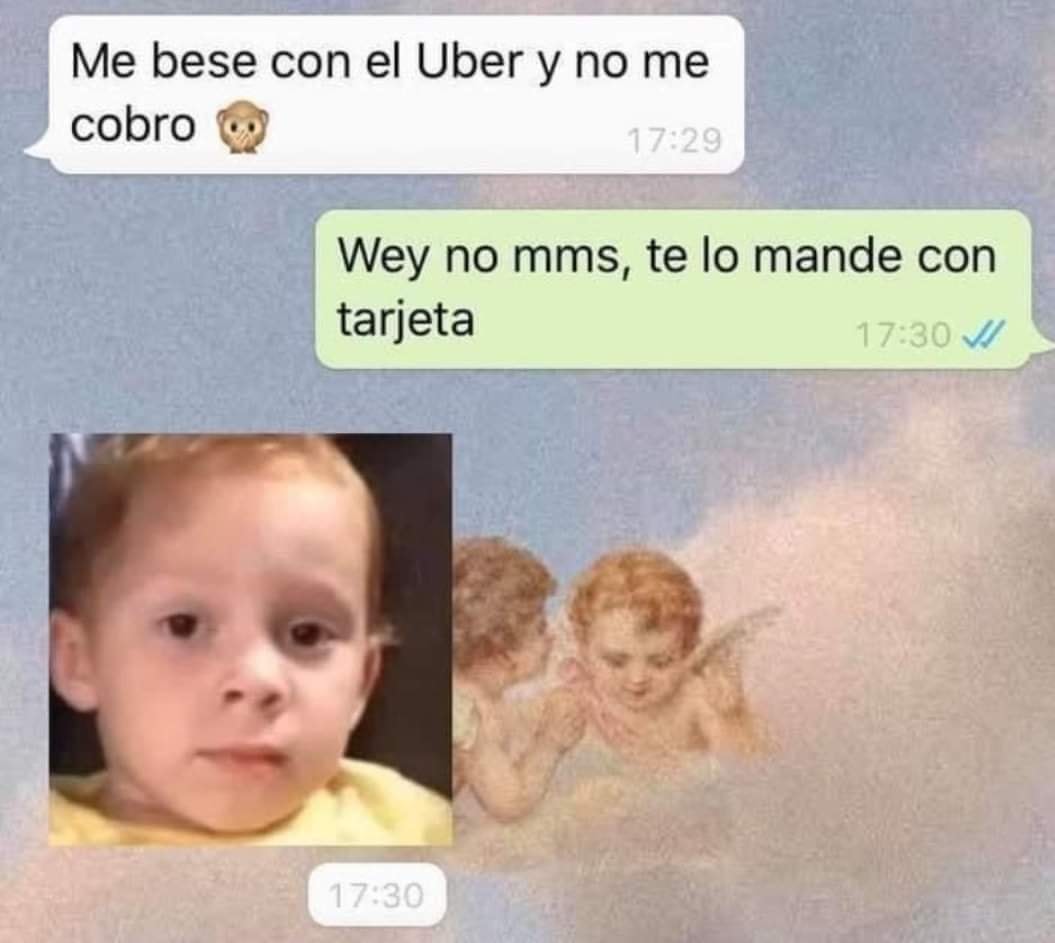 Me bese con el Uber y no me
cobro 🙊
17:29
Wey no mms, te lo mande con
tarjeta
17:30
17:30